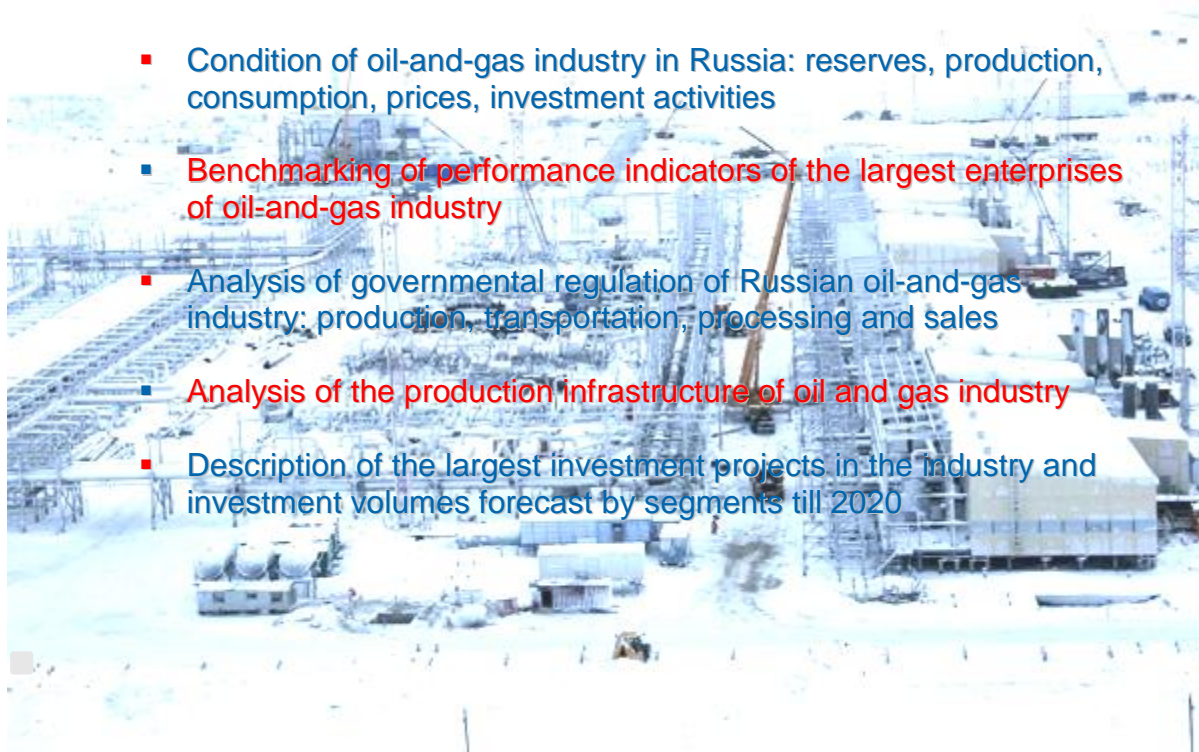 ▪ Condition of oil-and-gas industry in Russia: reserves, production,
consumption, prices, investment activities
▪ Benchmarking of performance indicators of the largest enterprises
of oil-and-gas industry
▪ Analysis of governmental regulation of Russian oil-and-gas
industry: production, transportation, processing and sales
▪ Analysis of the production infrastructure of oil and gas industry
▪ Description of the largest investment projects in the industry and
investment volumes forecast by segments till 2020